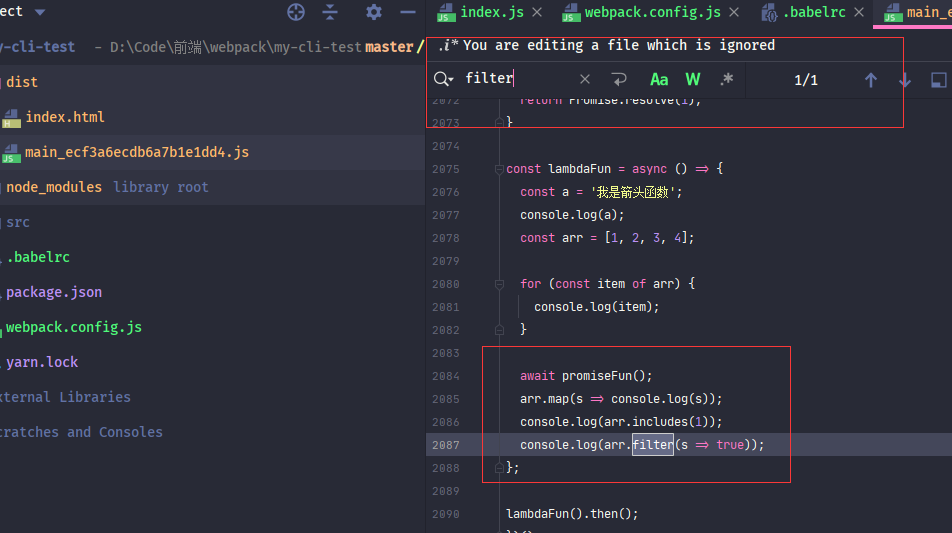 ect
index.js
webpack.config.js
.babelrc
main_e
y-cli-test – D:\Code\前端\webpack\my-cli-test master /
.i* You are editing a file which is ignored
filter
Aa W .*
1/1
dist
index.html
main_ecf3a6ecdb6a7b1e1dd4.js
node_modules library root
src
.babelrc
package.json
webpack.config.js
yarn.lock
xternal Libraries
cratches and Consoles
2072 return Promise.resolve(1);
2073 }
2074
2075 const lambdaFun = async () => {
2076 const a = '我是箭头函数';
2077 console.log(a);
2078 const arr = [1, 2, 3, 4];
2079
2080 for (const item of arr) {
2081 console.log(item);
2082 }
2083
2084 await promiseFun();
2085 arr.map(s => console.log(s));
2086 console.log(arr.includes(1));
2087 console.log(arr.filter(s => true));
2088 };
2089
2090 lambdaFun().then();